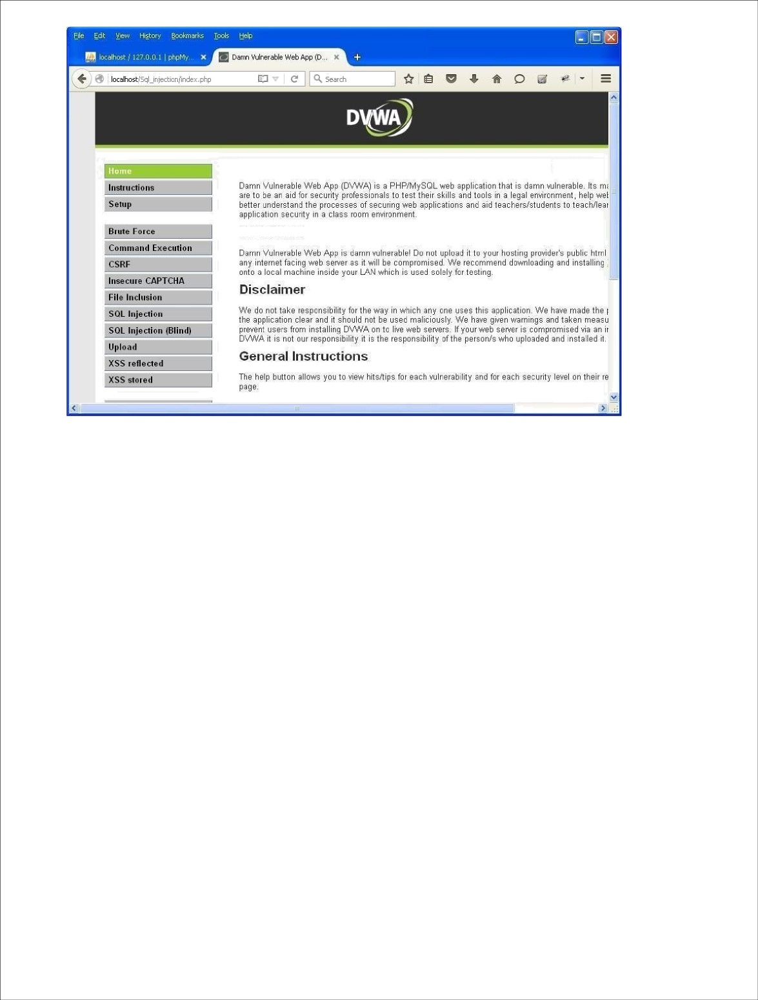 File Edit View History Bookmarks Tools Help
localhost / 127.0.0.1 | phpMy...
Damn Vulnerable Web App (D...
localhost/Sql_injection/index.php
Search
DVWA
Home
Instructions
Setup
Brute Force
Command Execution
CSRF
Insecure CAPTCHA
File Inclusion
SQL Injection
SQL Injection (Blind)
Upload
XSS reflected
XSS stored
Damn Vulnerable Web App (DVWA) is a PHP/MySQL web application that is damn vulnerable. Its
are to be an aid for security professionals to test their skills and tools in a legal environment, help web
better understand the processes of securing web applications and aid teachers/students to teach/lear
application security in a class room environment.
Damn Vulnerable Web App is damn vulnerable! Do not upload it to your hosting provider's public html
any internet facing web server as it will be compromised. We recommend downloading and installing
onto a local machine inside your LAN which is used solely for testing.
Disclaimer
We do not take responsibility for the way in which any one uses this application. We have made the
the application clear and it should not be used maliciously. We have given warnings and taken measu
prevent users from installing DVWA on to live web servers. If your web server is compromised via an
DVWA it is not our responsibility it is the responsibility of the person/s who uploaded and installed it.
General Instructions
The help button allows you to view hits/tips for each vulnerability and for each security level on their re
page.